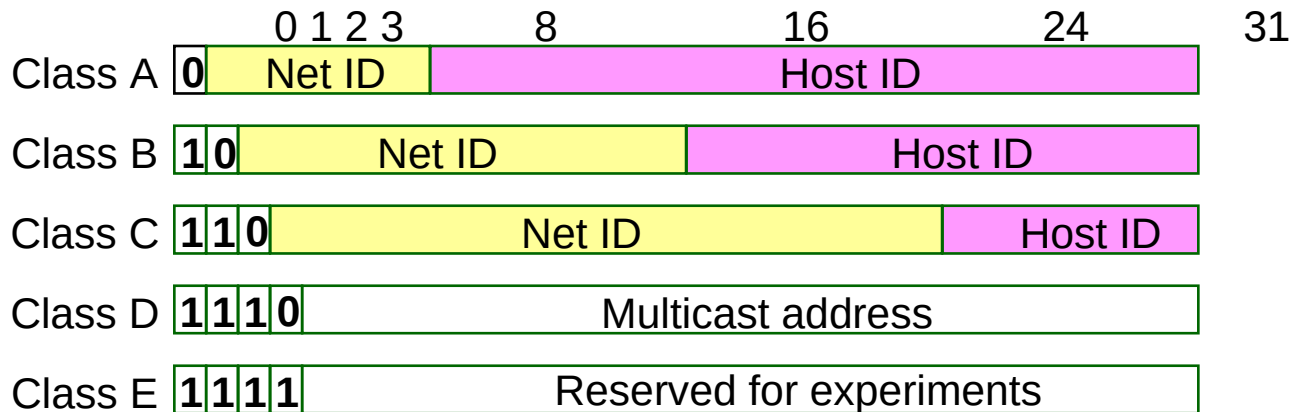 0 1 2 3 8 16 24 31
Class A 0 Net ID Host ID
Class B 1 0 Net ID Host ID
Class C 1 1 0 Net ID Host ID
Class D 1 1 1 0 Multicast address
Class E 1 1 1 1 Reserved for experiments